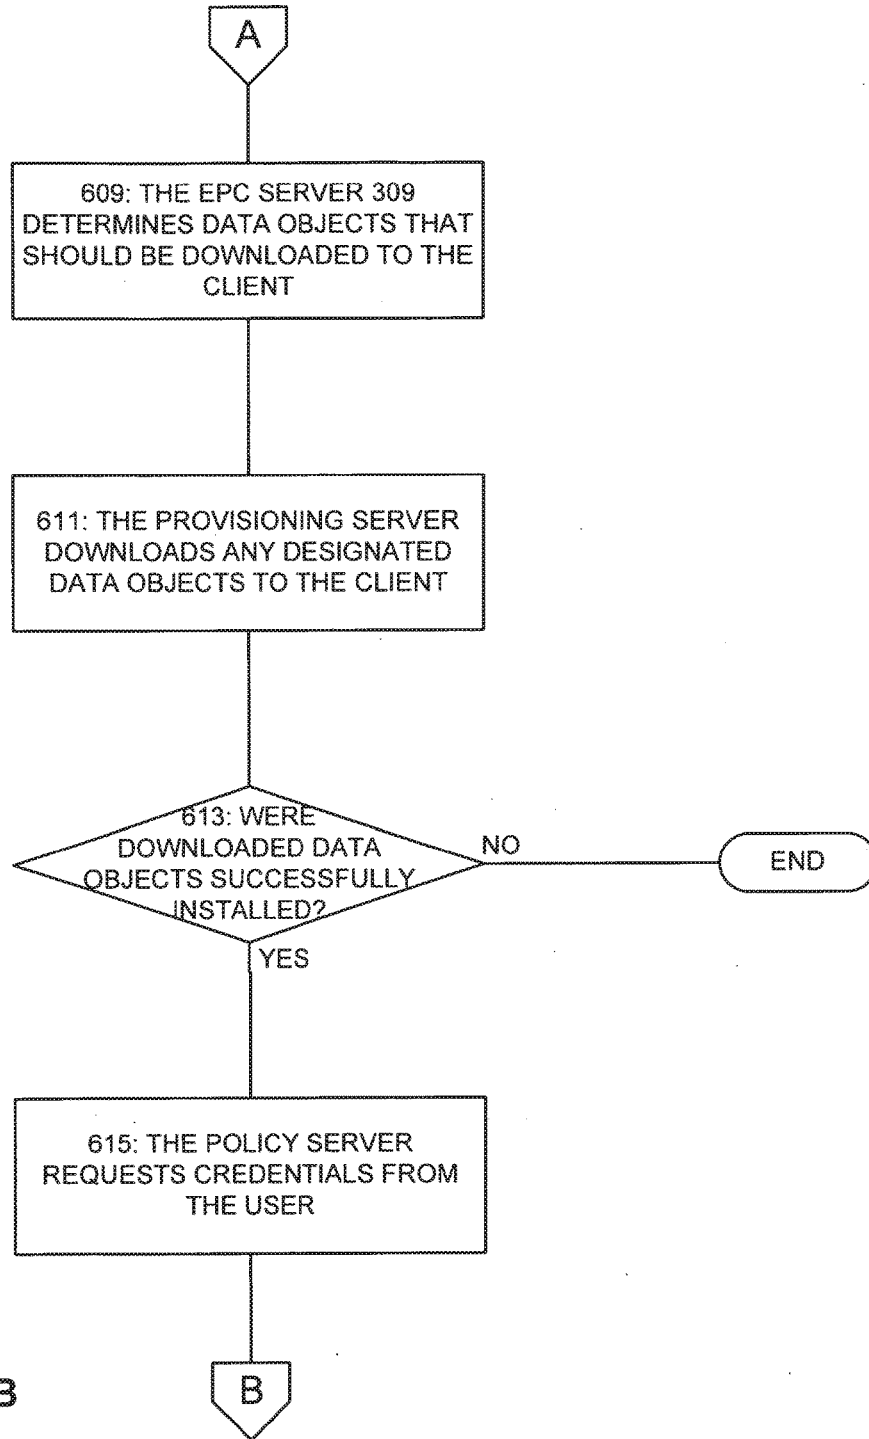 A
609: THE EPC SERVER 309
DETERMINES DATA OBJECTS THAT
SHOULD BE DOWNLOADED TO THE
CLIENT
611: THE PROVISIONING SERVER
DOWNLOADS ANY DESIGNATED
DATA OBJECTS TO THE CLIENT
613: WERE
DOWNLOADED DATA
OBJECTS SUCCESSFULLY
INSTALLED?
NO
END
YES
615: THE POLICY SERVER
REQUESTS CREDENTIALS FROM
THE USER
B